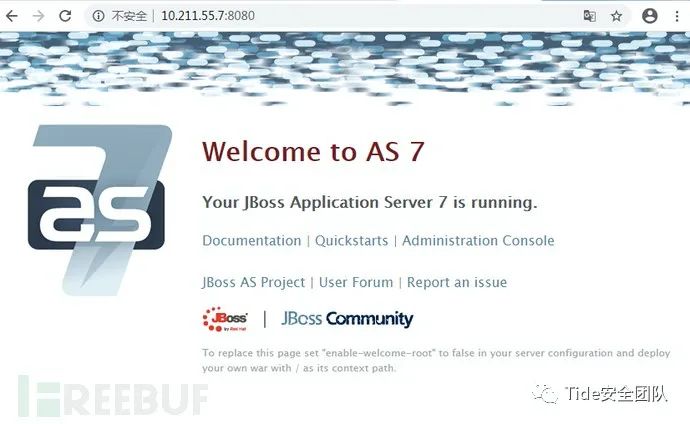 不安全 | 10.211.55.7:8080
as 7
Welcome to AS 7
Your JBoss Application Server 7 is running.
Documentation | Quickstarts | Administration Console
JBoss AS Project | User Forum | Report an issue
JBoss by Red Hat | JBoss Community
To replace this page set "enable-welcome-root" to false in your server configuration and deploy
your own war with / as its context path.
FREEBUF
Tide安全团队